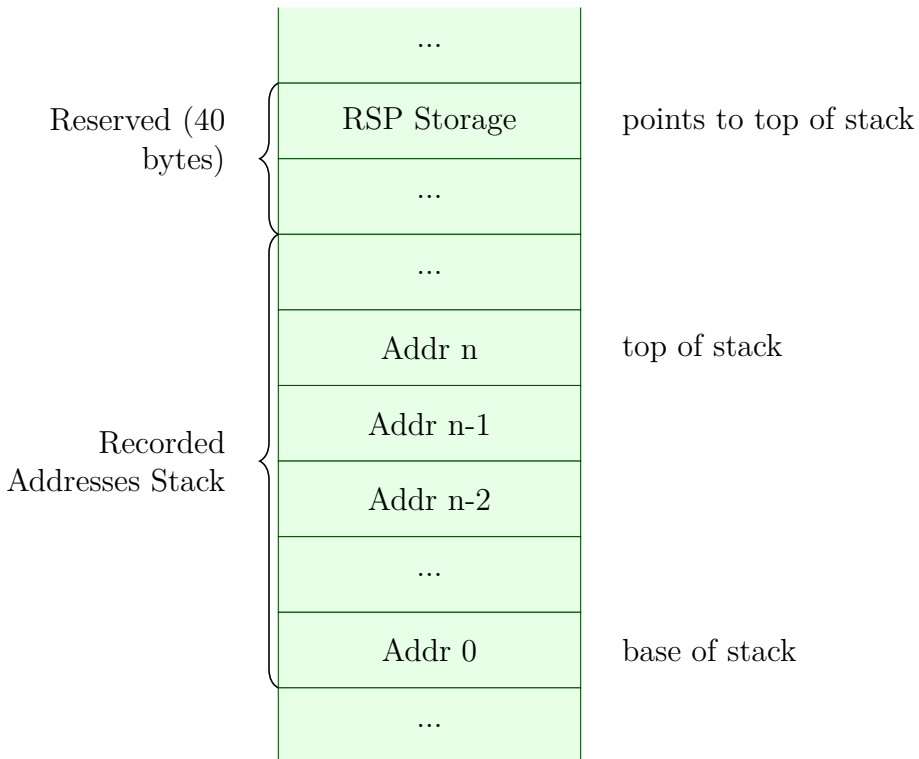 ...
Reserved (40
bytes)
RSP Storage
points to top of stack
...
...
Addr n
top of stack
Addr n-1
Recorded
Addresses Stack
Addr n-2
...
Addr 0
base of stack
...